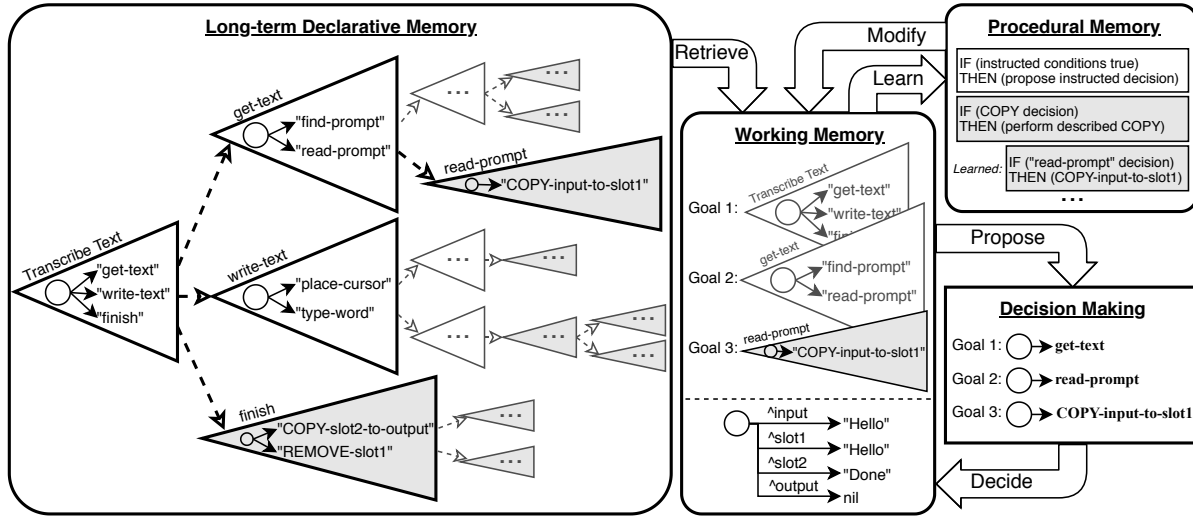 Long-term Declarative Memory
get-text
"find-prompt"
"read-prompt"
...
...
...
read-prompt
"COPY-input-to-slot1"
Transcribe Text
"get-text"
"write-text"
"finish"
write-text
"place-cursor"
"type-word"
...
...
...
...
...
...
finish
"COPY-slot2-to-output"
"REMOVE-slot1"
...
...
Retrieve
Modify
Learn
Working Memory
Transcribe Text
Goal 1:
"get-text"
"write-text"
get-text
Goal 2:
"find-prompt"
"read-prompt"
read-prompt
Goal 3:
"COPY-input-to-slot1"
^input
"Hello"
^slot1
"Hello"
^slot2
"Done"
^output
nil
Procedural Memory
IF (instructed conditions true)
THEN (propose instructed decision)
IF (COPY decision)
THEN (perform described COPY)
Learned:
IF ("read-prompt" decision)
THEN (COPY-input-to-slot1)
...
Propose
Decision Making
Goal 1:
get-text
Goal 2:
read-prompt
Goal 3:
COPY-input-to-slot1
Decide